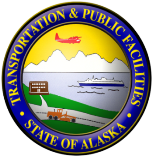 TRANSPORTATION & PUBLIC FACILITIES
STATE OF ALASKA